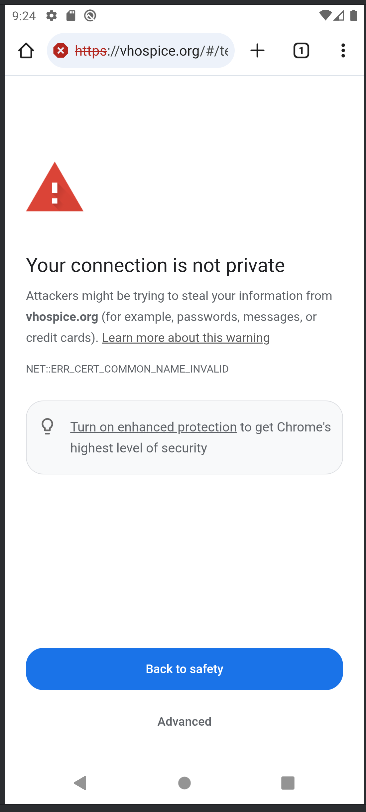 9:24
https://vhospice.org/#/te
1
Your connection is not private
Attackers might be trying to steal your information from
vhospice.org (for example, passwords, messages, or
credit cards). Learn more about this warning
NET::ERR_CERT_COMMON_NAME_INVALID
Turn on enhanced protection to get Chrome's
highest level of security
Back to safety
Advanced